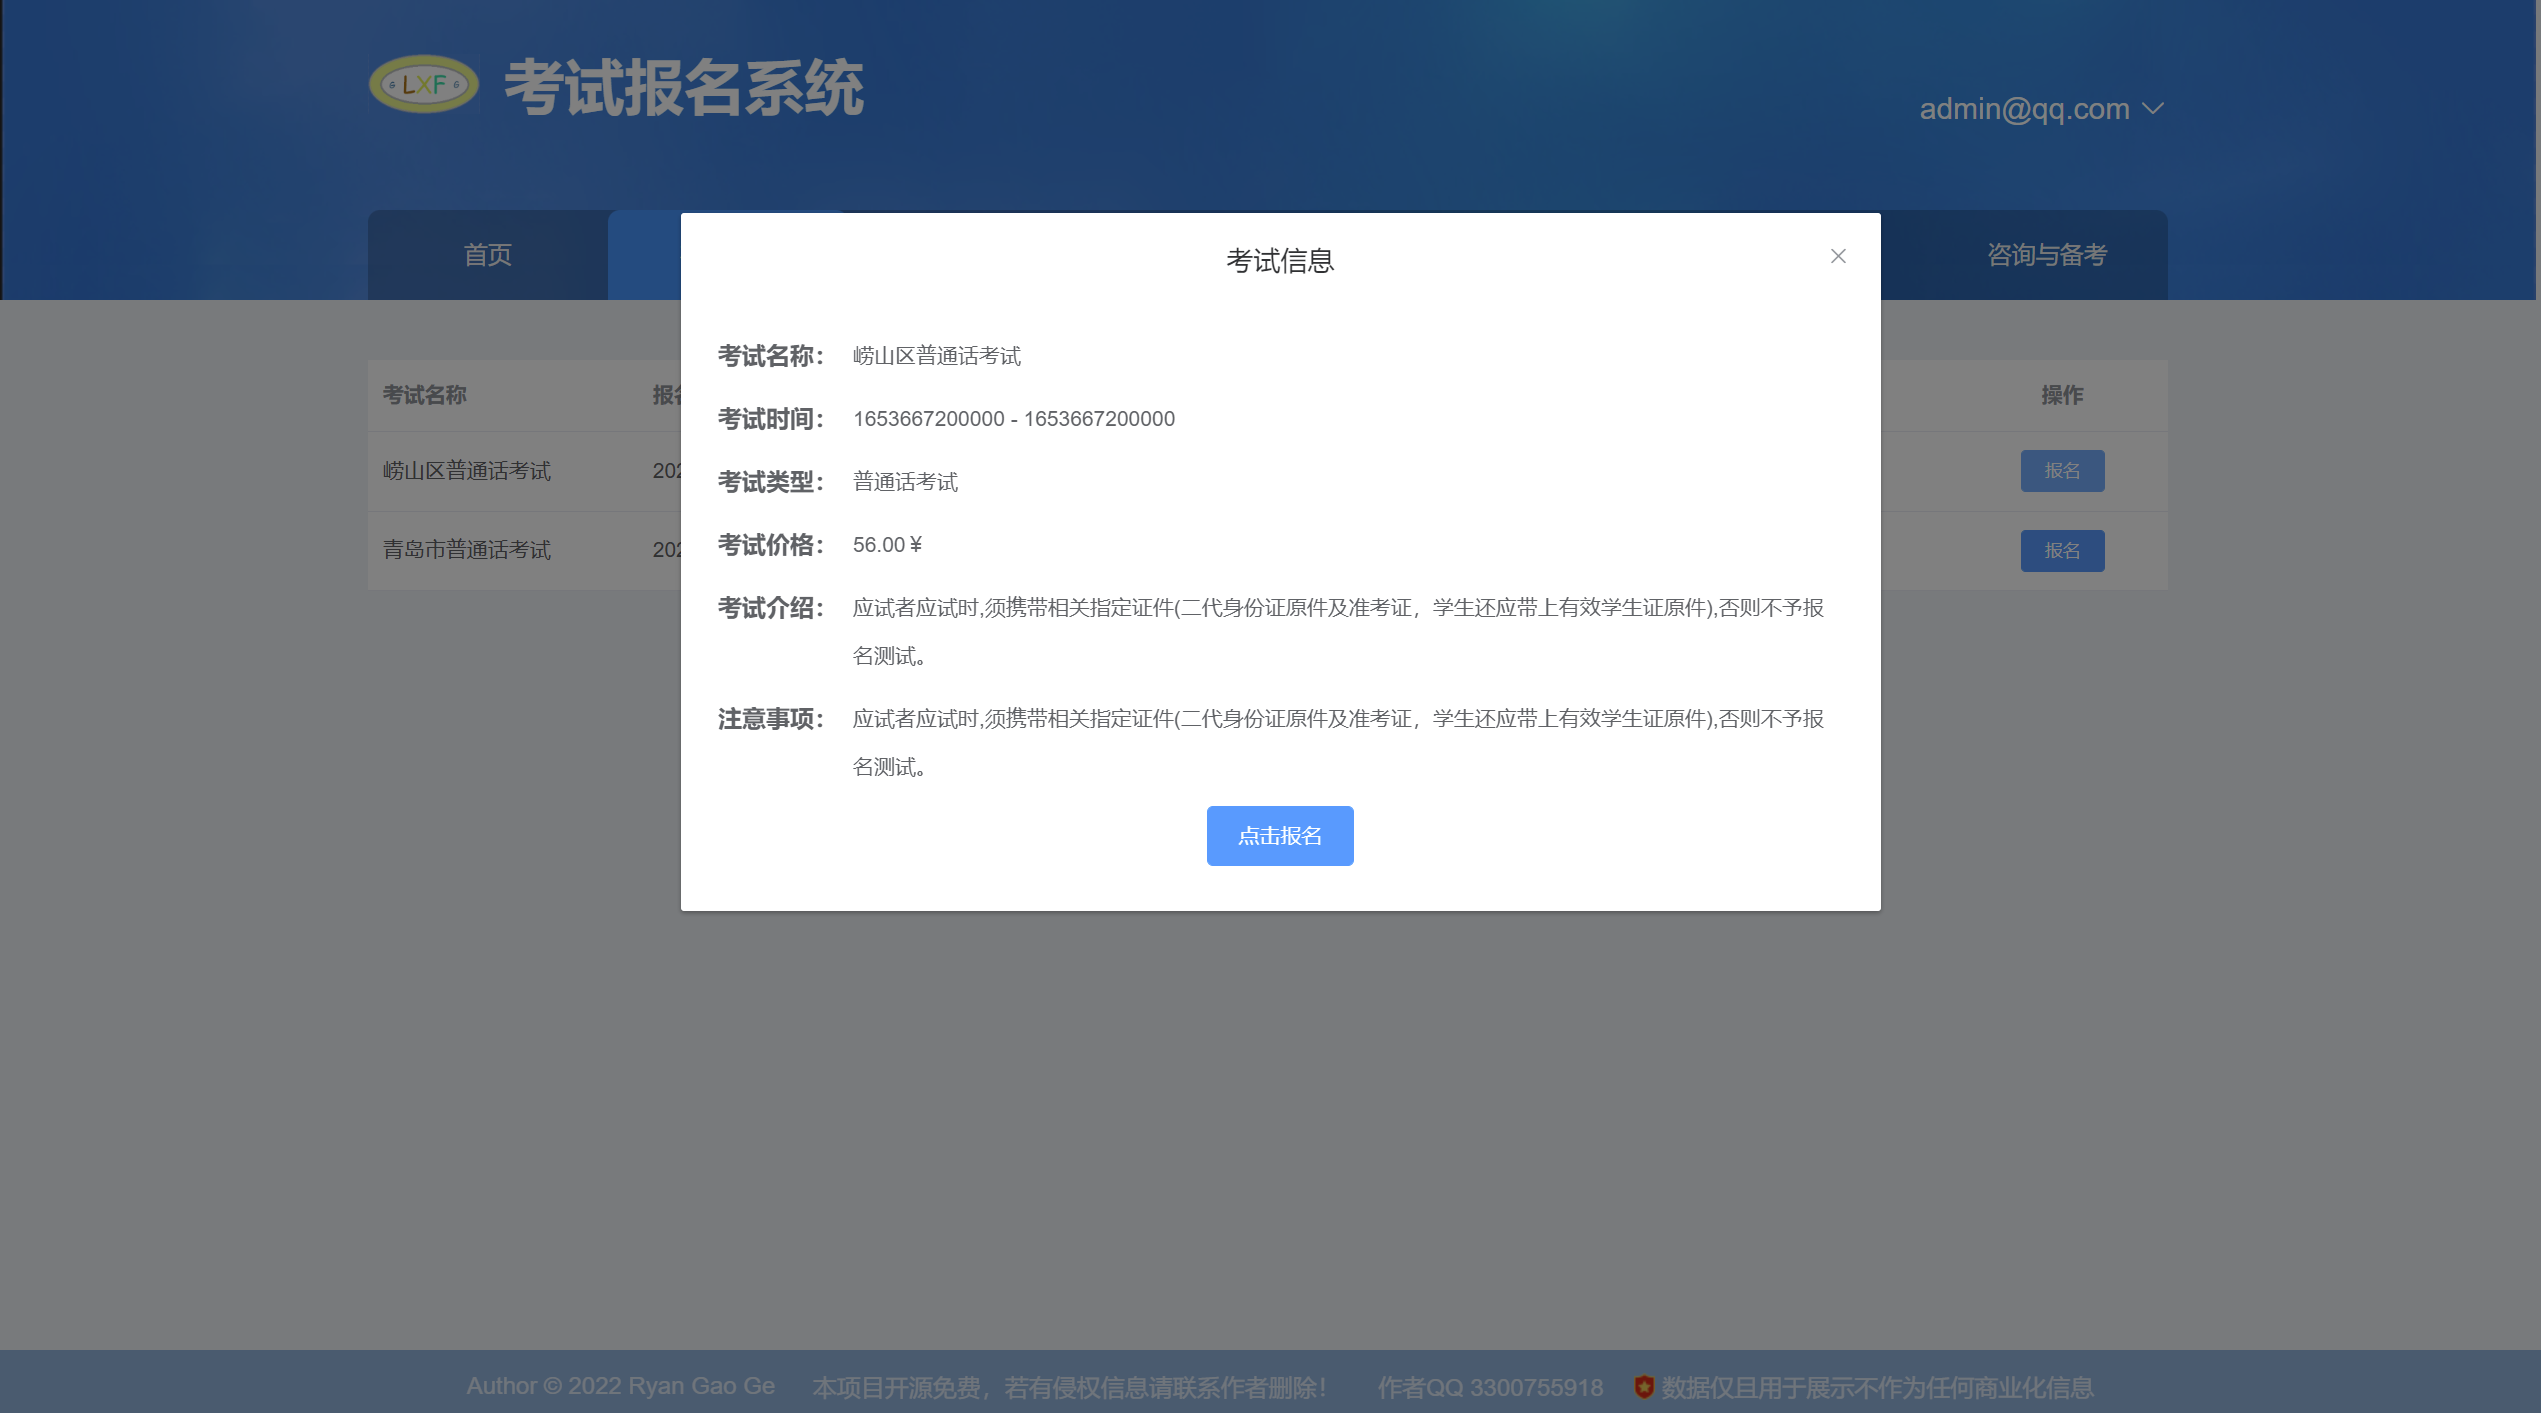 G LXF G 考试报名系统
admin@qq.com
首页
咨询与备考
考试信息
考试名称： 崂山区普通话考试
考试时间： 1653667200000 - 1653667200000
考试类型： 普通话考试
考试价格： 56.00¥
考试介绍： 应试者应试时,须携带相关指定证件(二代身份证原件及准考证，学生还应带上有效学生证原件),否则不予报
名测试。
注意事项： 应试者应试时,须携带相关指定证件(二代身份证原件及准考证，学生还应带上有效学生证原件),否则不予报
名测试。
点击报名
考试名称 报名 操作
崂山区普通话考试 202 报名
青岛市普通话考试 202 报名
Author © 2022 Ryan Gao Ge 本项目开源免费，若有侵权信息请联系作者删除！ 作者QQ 3300755918 数据仅且用于展示不作为任何商业化信息